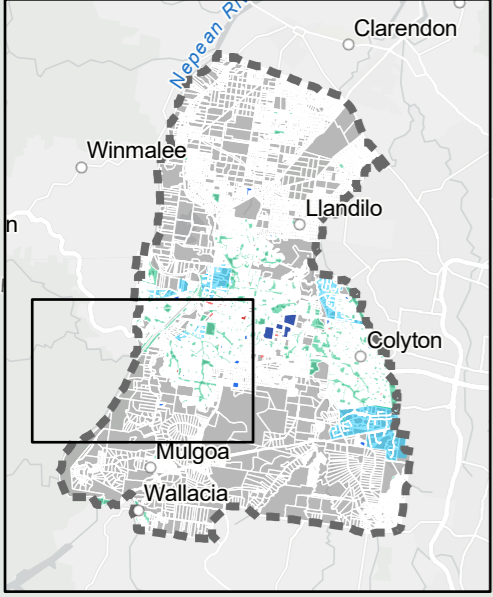 Clarendon
Nepean Ri
Winmalee
Llandilo
n
Colyton
Mulgoa
Wallacia